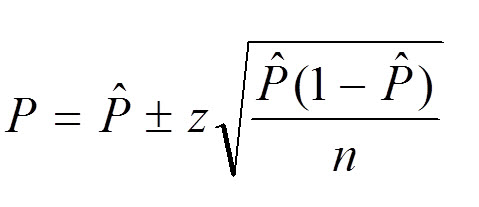 P = P̂ ± z√(P̂(1 − P̂)/n)